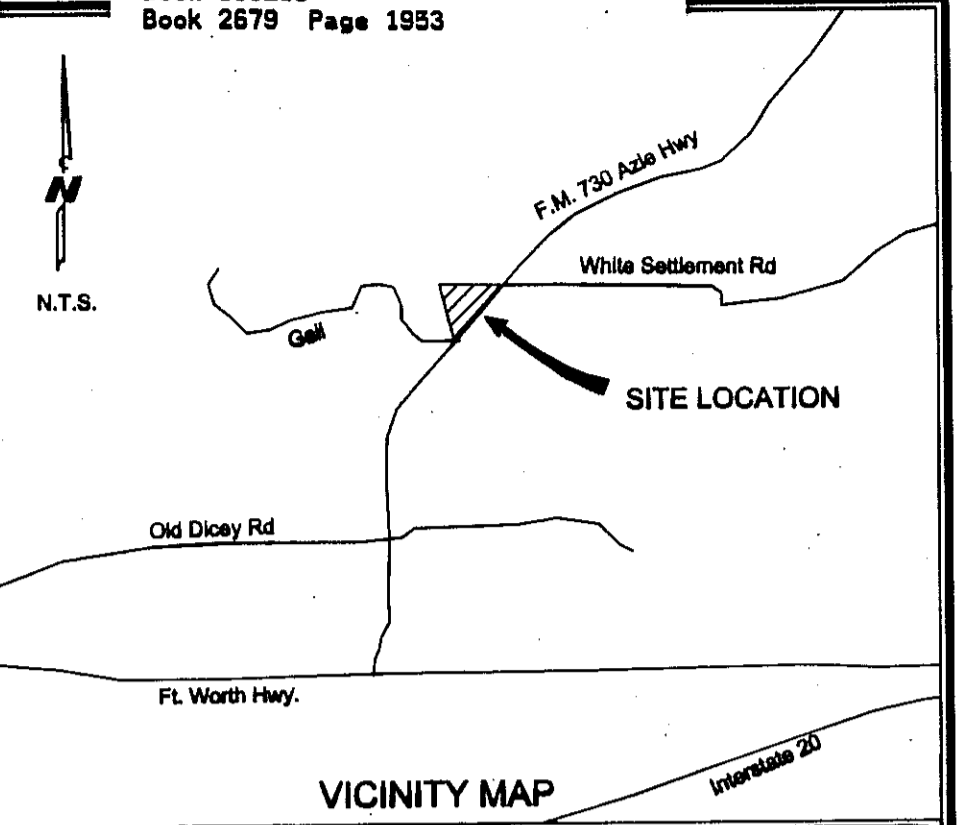 Book 2679 Page 1953
N
N.T.S.
F.M. 730 Azle Hwy
White Settlement Rd
Gail
SITE LOCATION
Old Dicey Rd
Ft. Worth Hwy.
Interstate 20
VICINITY MAP